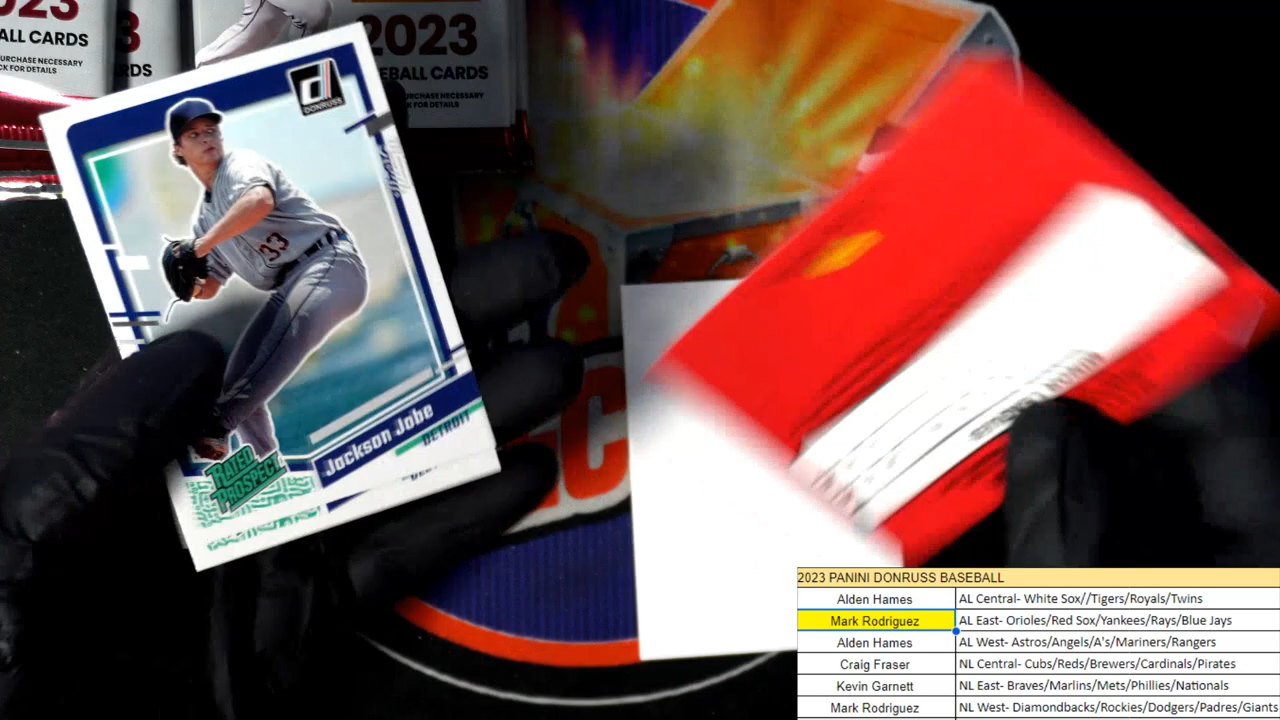 023
ALL CARDS
PURCHASE NECESSARY
CK FOR DETAILS
3
RDS
2023
EBALL CARDS
URCHASE NECESSARY
K FOR DETAILS
d
DONRUSS
33
Jackson Jobe
DETROIT
RATED
PROSPECT
C
2023 PANINI DONRUSS BASEBALL
Alden Hames AL Central- White Sox//Tigers/Royals/Twins
Mark Rodriguez AL East- Orioles/Red Sox/Yankees/Rays/Blue Jays
Alden Hames AL West- Astros/Angels/A's/Mariners/Rangers
Craig Fraser NL Central- Cubs/Reds/Brewers/Cardinals/Pirates
Kevin Garnett NL East- Braves/Marlins/Mets/Phillies/Nationals
Mark Rodriguez NL West- Diamondbacks/Rockies/Dodgers/Padres/Giants